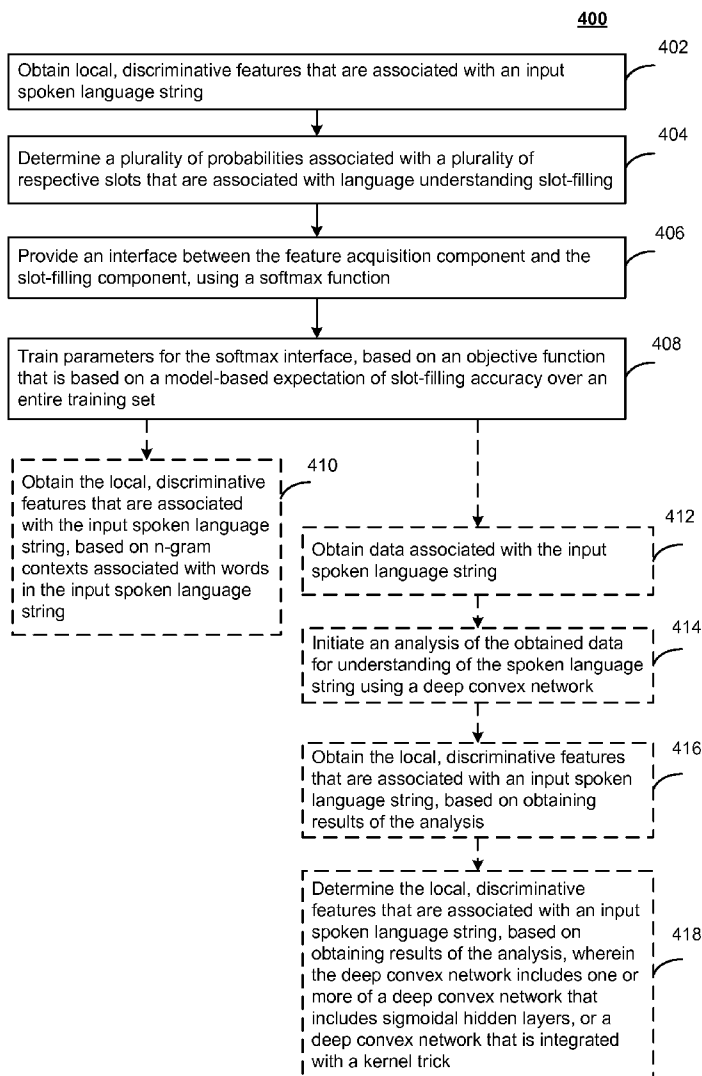 400
402
Obtain local, discriminative features that are associated with an input
spoken language string
404
Determine a plurality of probabilities associated with a plurality of
respective slots that are associated with language understanding slot-filling
406
Provide an interface between the feature acquisition component and the
slot-filling component, using a softmax function
408
Train parameters for the softmax interface, based on an objective function
that is based on a model-based expectation of slot-filling accuracy over an
entire training set
410
Obtain the local, discriminative
features that are associated
with the input spoken language
string, based on n-gram
contexts associated with words
in the input spoken language
string
412
Obtain data associated with the input
spoken language string
414
Initiate an analysis of the obtained data
for understanding of the spoken language
string using a deep convex network
416
Obtain the local, discriminative features
that are associated with an input spoken
language string, based on obtaining
results of the analysis
418
Determine the local, discriminative
features that are associated with an input
spoken language string, based on
obtaining results of the analysis, wherein
the deep convex network includes one or
more of a deep convex network that
includes sigmoidal hidden layers, or a
deep convex network that is integrated
with a kernel trick